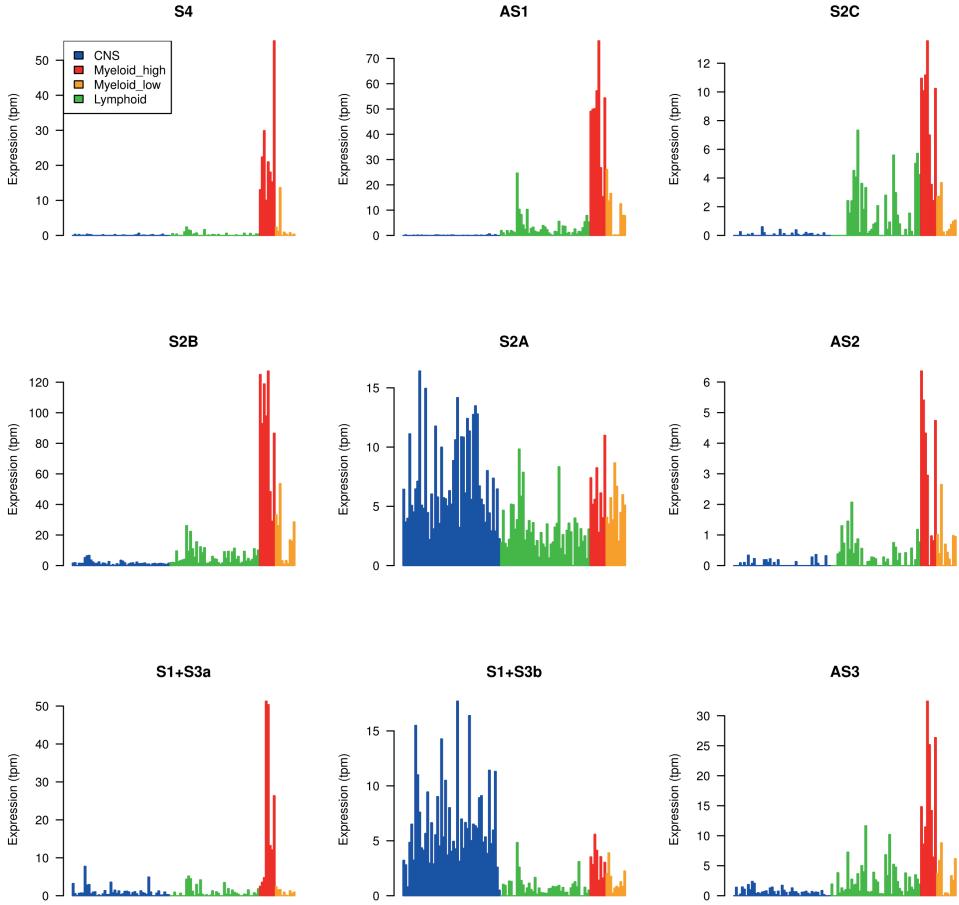 S4
Expression (tpm)
50
40
30
20
10
0
CNS
Myeloid_high
Myeloid_low
Lymphoid
AS1
Expression (tpm)
70
60
50
40
30
20
10
0
S2C
Expression (tpm)
12
10
8
6
4
2
0
S2B
Expression (tpm)
120
100
80
60
40
20
0
S2A
Expression (tpm)
15
10
5
0
AS2
Expression (tpm)
6
5
4
3
2
1
0
S1+S3a
Expression (tpm)
50
40
30
20
10
0
S1+S3b
Expression (tpm)
15
10
5
0
AS3
Expression (tpm)
30
25
20
15
10
5
0